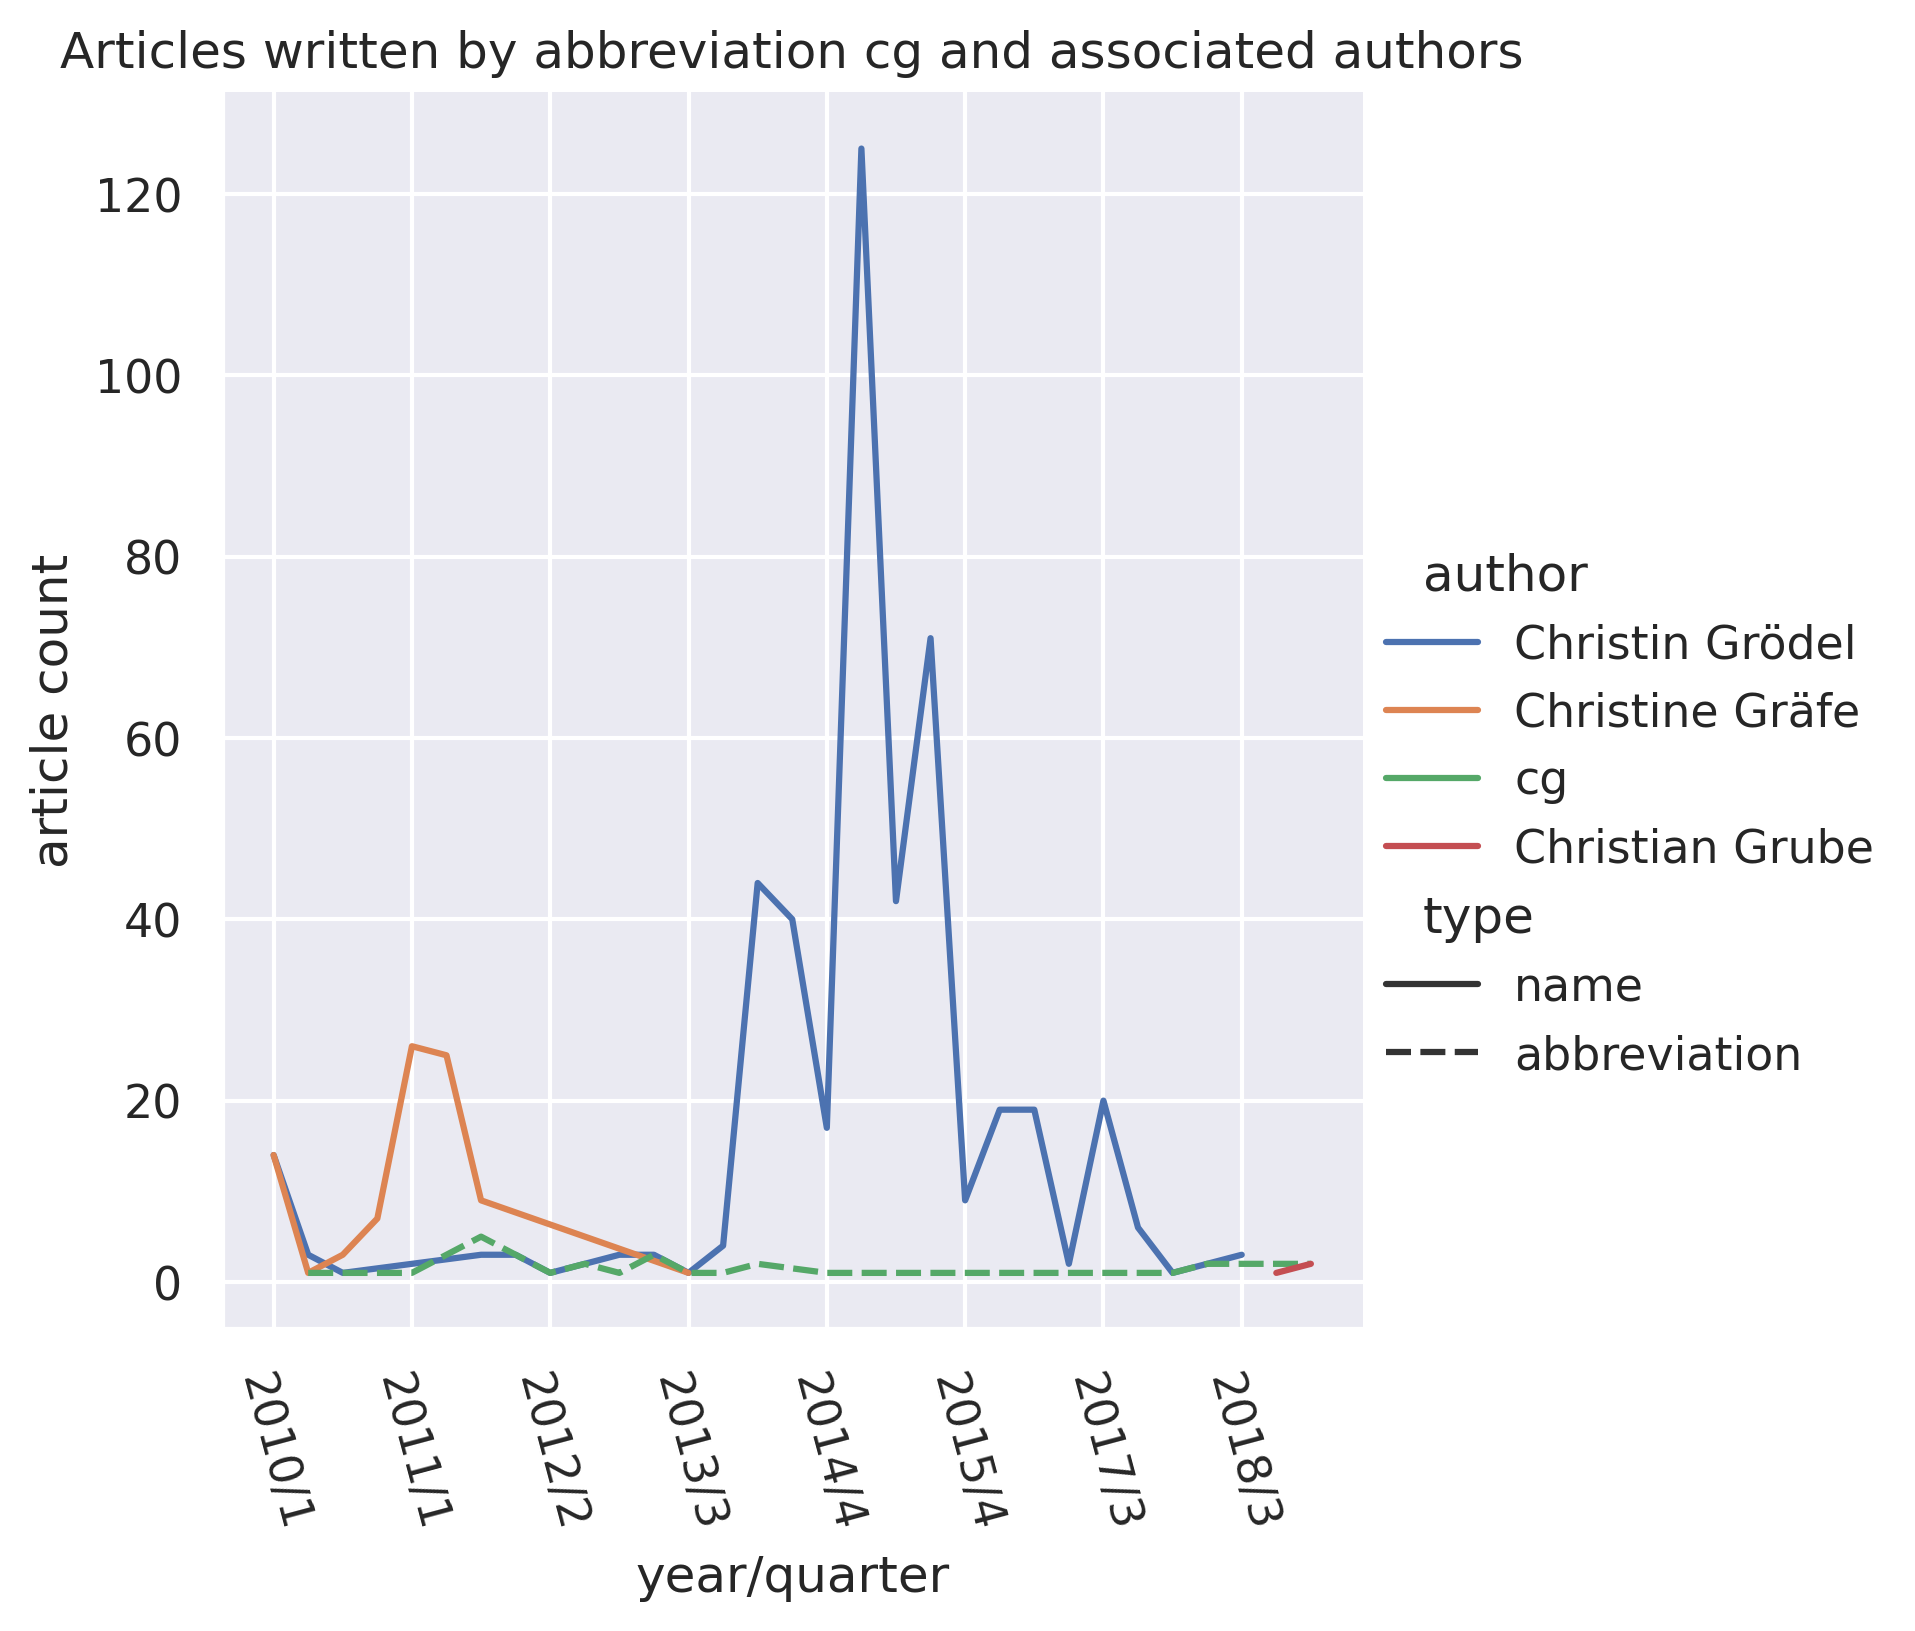 Articles written by abbreviation cg and associated authors
120
100
80
60
40
20
0
article count
2010/1
2011/1
2012/2
2013/3
2014/4
2015/4
2017/3
2018/3
year/quarter
author
Christin Grödel
Christine Gräfe
cg
Christian Grube
type
name
abbreviation